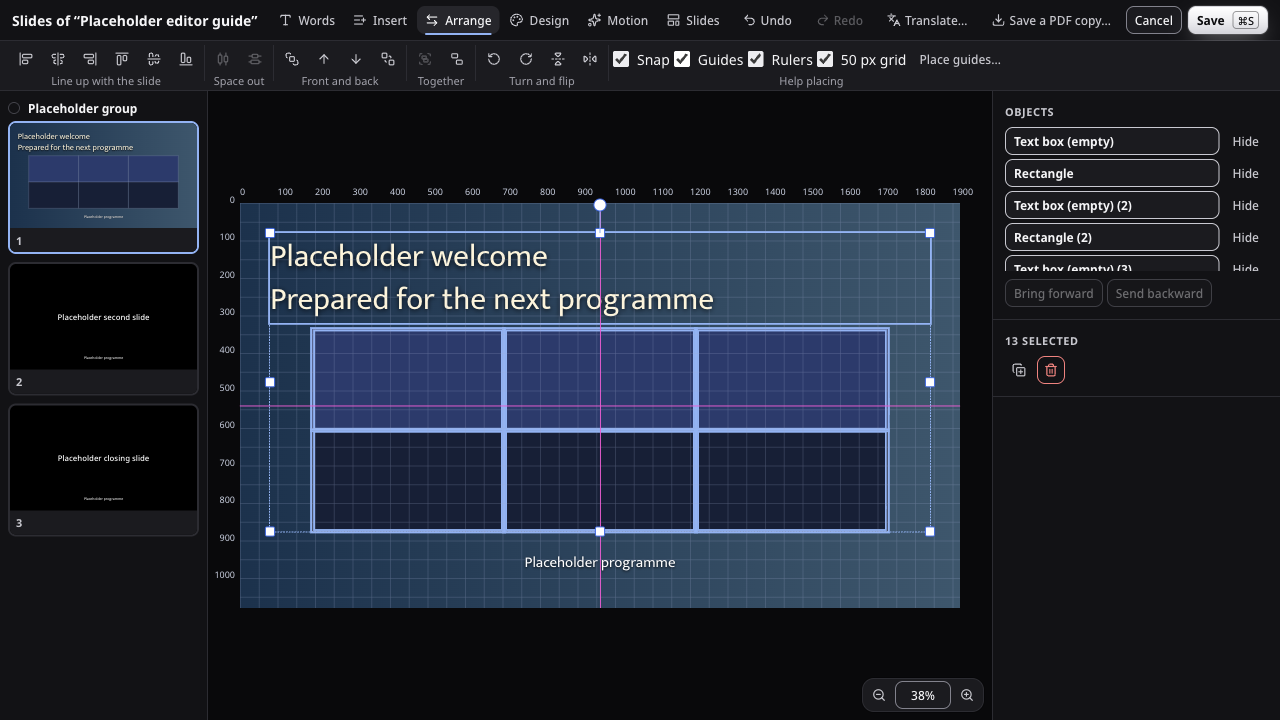 Slides of “Placeholder editor guide”
Words
Insert
Arrange
Design
Motion
Slides
Undo
Redo
Translate…
Save a PDF copy…
Cancel
Save ⌘S
Line up with the slide
Space out
Front and back
Together
Turn and flip
Snap
Guides
Rulers
50 px grid
Place guides…
Help placing
Placeholder group
Placeholder welcome
Prepared for the next programme
Placeholder programme
1
Placeholder second slide
Placeholder programme
2
Placeholder closing slide
Placeholder programme
3
0 100 200 300 400 500 600 700 800 900 1000 1100 1200 1300 1400 1500 1600 1700 1800 1900
0
100
200
300
400
500
600
700
800
900
1000
Placeholder welcome
Prepared for the next programme
Placeholder programme
38%
OBJECTS
Text box (empty) Hide
Rectangle Hide
Text box (empty) (2) Hide
Rectangle (2) Hide
Text box (empty) (3) Hide
Bring forward
Send backward
13 SELECTED